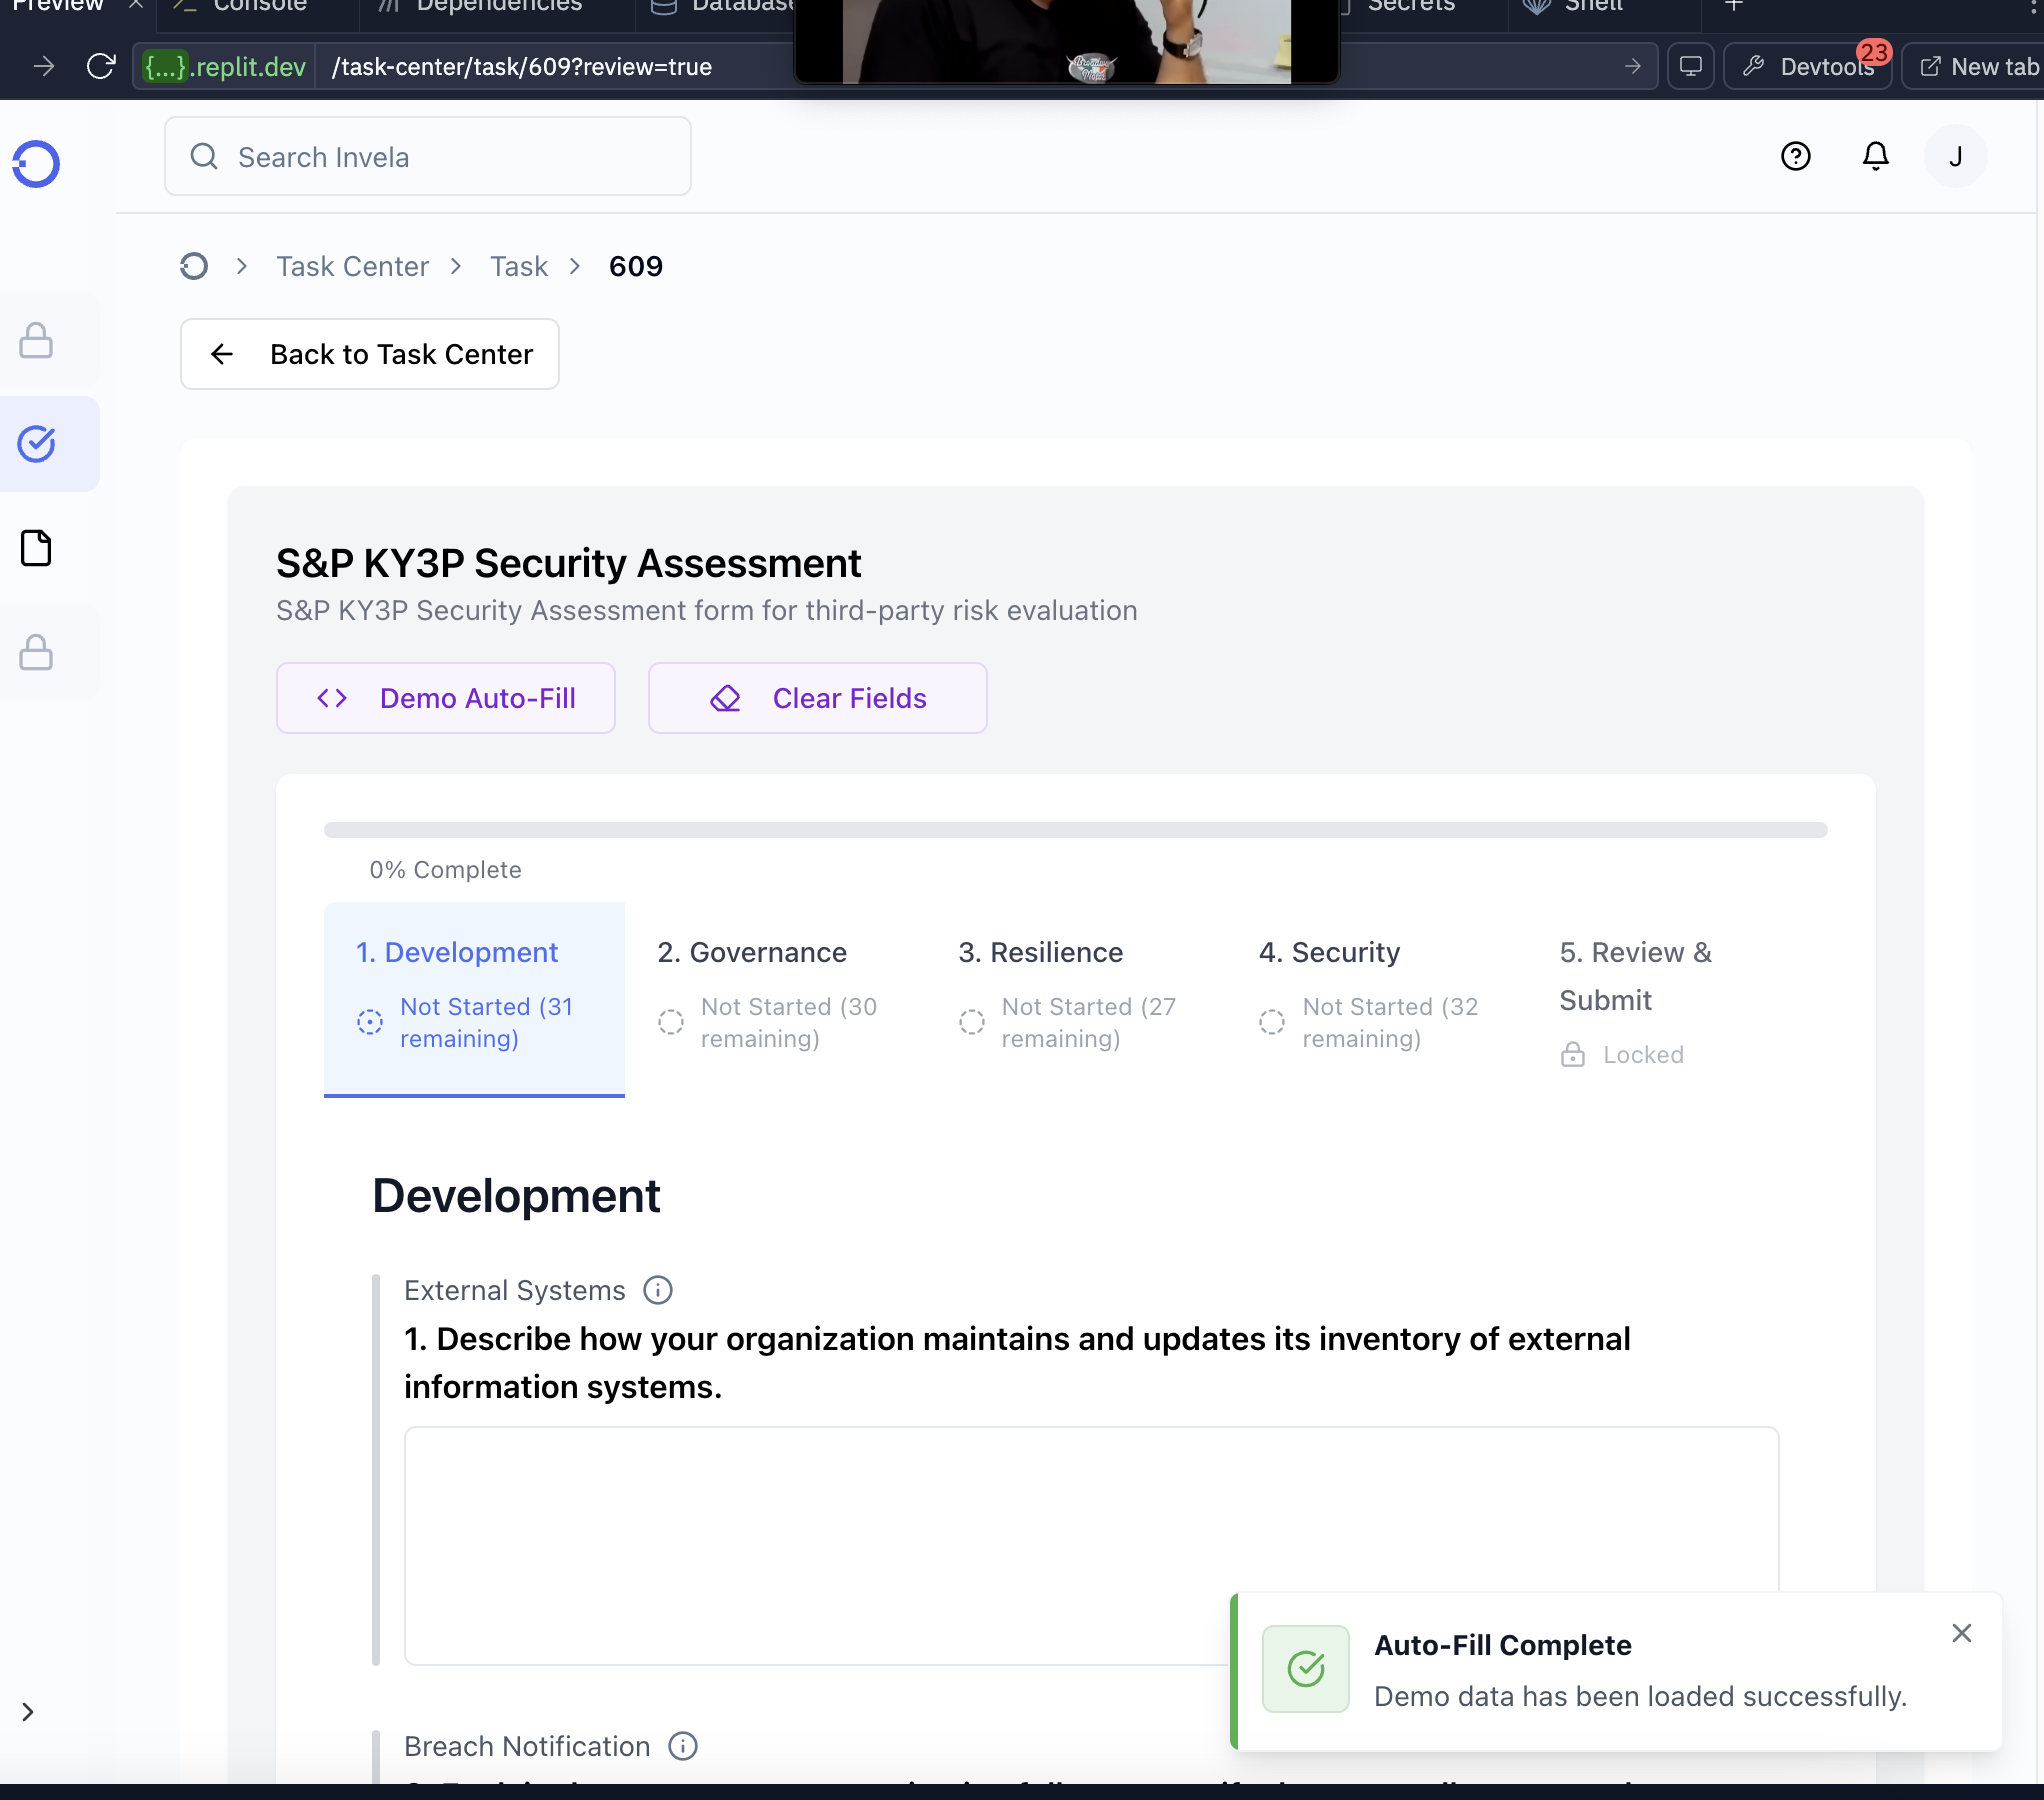 Preview
Console
Dependencies
Database
Secrets
Shell
{...}.replit.dev
/task-center/task/609?review=true
Devtools
23
New tab
Search Invela
J
Task Center
Task
609
Back to Task Center
S&P KY3P Security Assessment
S&P KY3P Security Assessment form for third-party risk evaluation
Demo Auto-Fill
Clear Fields
0% Complete
1. Development
Not Started (31
remaining)
2. Governance
Not Started (30
remaining)
3. Resilience
Not Started (27
remaining)
4. Security
Not Started (32
remaining)
5. Review &
Submit
Locked
Development
External Systems
1. Describe how your organization maintains and updates its inventory of external
information systems.
Auto-Fill Complete
Demo data has been loaded successfully.
Breach Notification